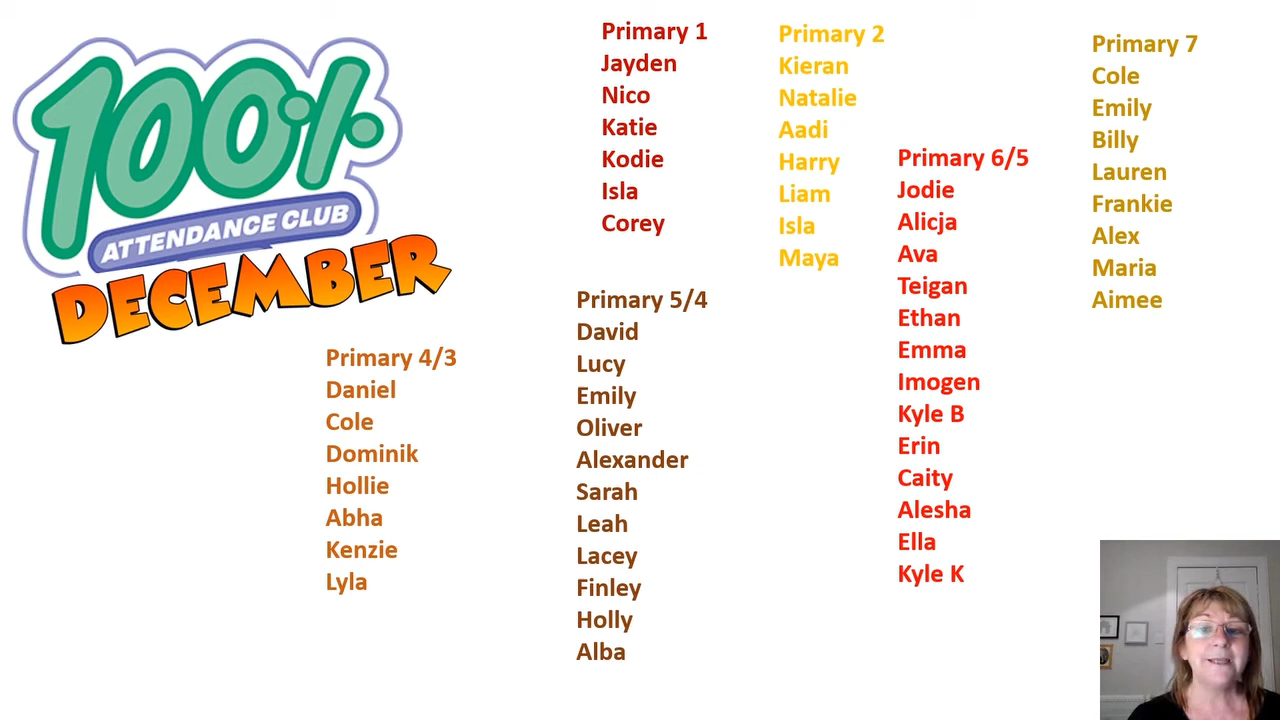 100%
ATTENDANCE CLUB
DECEMBER
Primary 1
Jayden
Nico
Katie
Kodie
Isla
Corey
Primary 2
Kieran
Natalie
Aadi
Harry
Liam
Isla
Maya
Primary 7
Cole
Emily
Billy
Lauren
Frankie
Alex
Maria
Aimee
Primary 6/5
Jodie
Alicja
Ava
Teigan
Ethan
Emma
Imogen
Kyle B
Erin
Caity
Alesha
Ella
Kyle K
Primary 5/4
David
Lucy
Emily
Oliver
Alexander
Sarah
Leah
Lacey
Finley
Holly
Alba
Primary 4/3
Daniel
Cole
Dominik
Hollie
Abha
Kenzie
Lyla